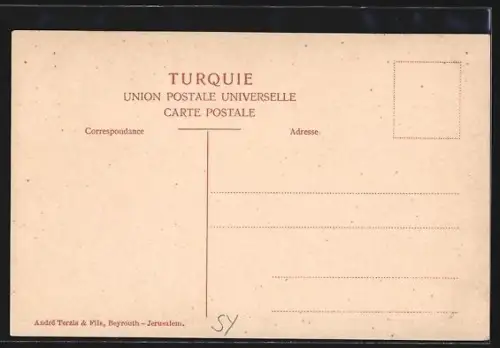 TURQUIE
UNION POSTALE UNIVERSELLE
CARTE POSTALE
Correspondance
Adresse
André Terzis & Fils, Beyrouth – Jerusalem.
SY